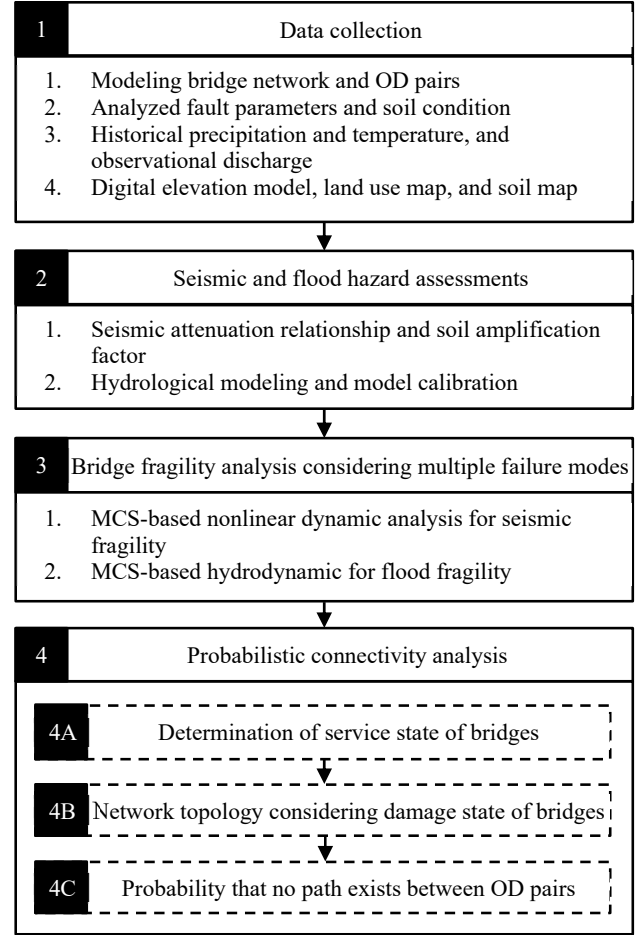 1 Data collection
1. Modeling bridge network and OD pairs
2. Analyzed fault parameters and soil condition
3. Historical precipitation and temperature, and
observational discharge
4. Digital elevation model, land use map, and soil map
2 Seismic and flood hazard assessments
1. Seismic attenuation relationship and soil amplification
factor
2. Hydrological modeling and model calibration
3 Bridge fragility analysis considering multiple failure modes
1. MCS-based nonlinear dynamic analysis for seismic
fragility
2. MCS-based hydrodynamic for flood fragility
4 Probabilistic connectivity analysis
4A Determination of service state of bridges
4B Network topology considering damage state of bridges
4C Probability that no path exists between OD pairs